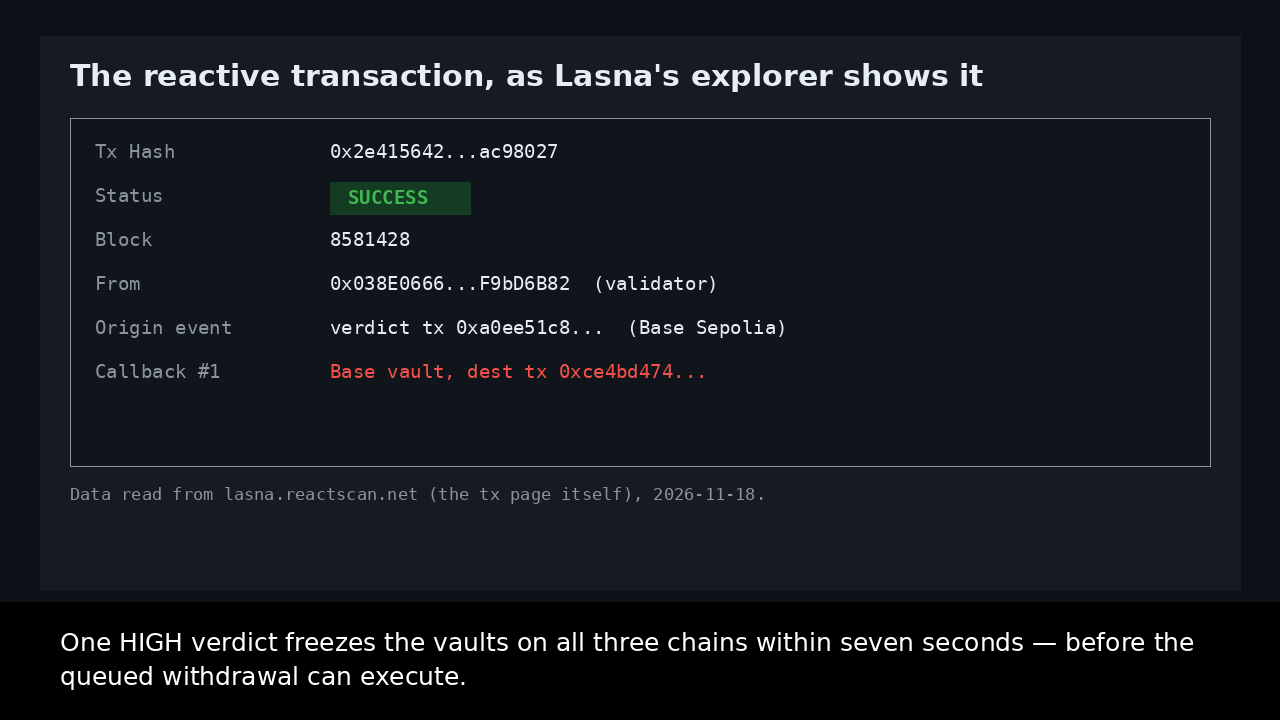 The reactive transaction, as Lasna's explorer shows it
Tx Hash 0x2e415642...ac98027
Status SUCCESS
Block 8581428
From 0x038E0666...F9bD6B82 (validator)
Origin event verdict tx 0xa0ee51c8... (Base Sepolia)
Callback #1 Base vault, dest tx 0xce4bd474...
Data read from lasna.reactscan.net (the tx page itself), 2026-11-18.
One HIGH verdict freezes the vaults on all three chains within seven seconds — before the
queued withdrawal can execute.